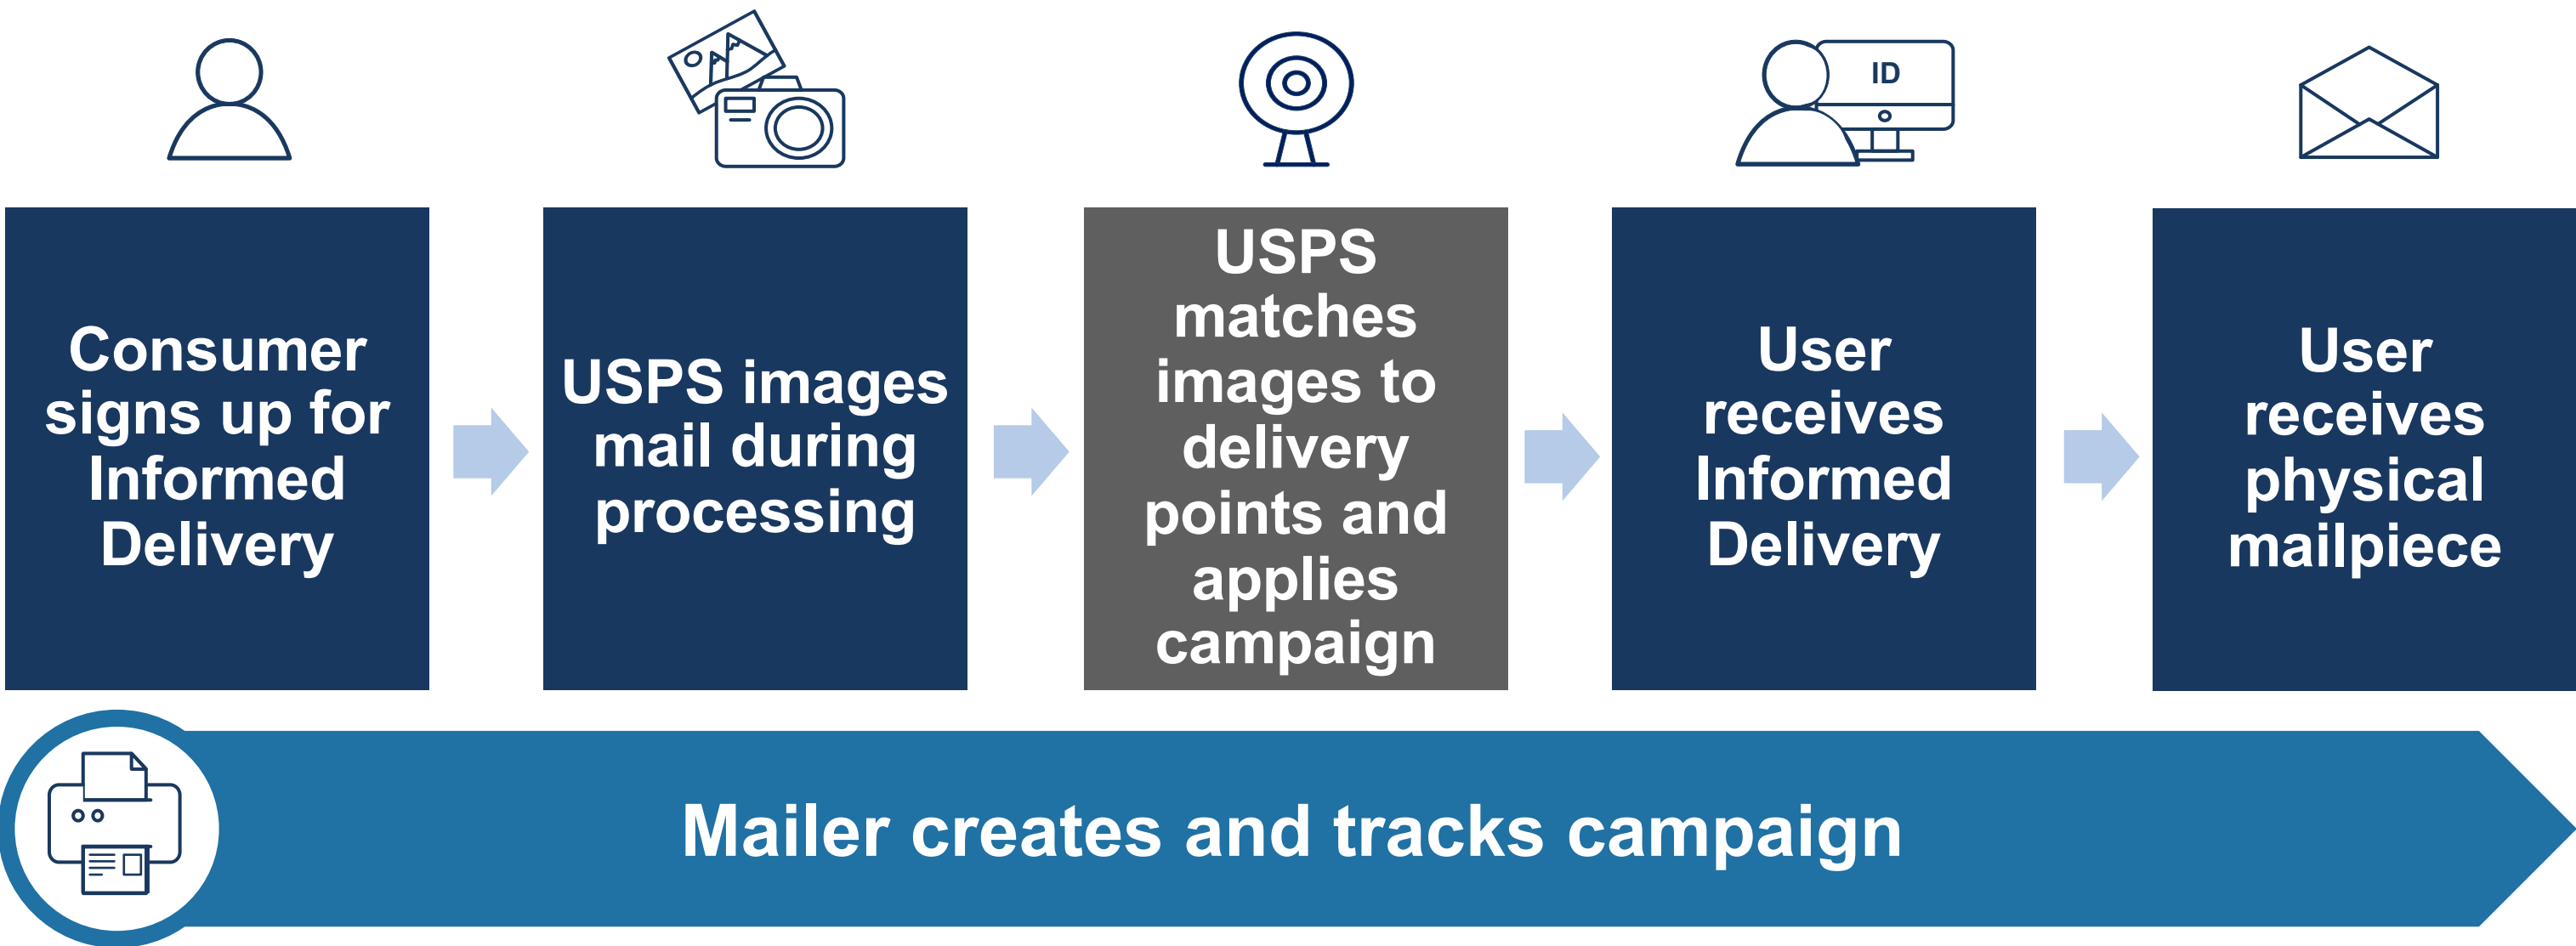 ID
Consumer
signs up for
Informed
Delivery
USPS images
mail during
processing
USPS
matches
images to
delivery
points and
applies
campaign
User
receives
Informed
Delivery
User
receives
physical
mailpiece
Mailer creates and tracks campaign